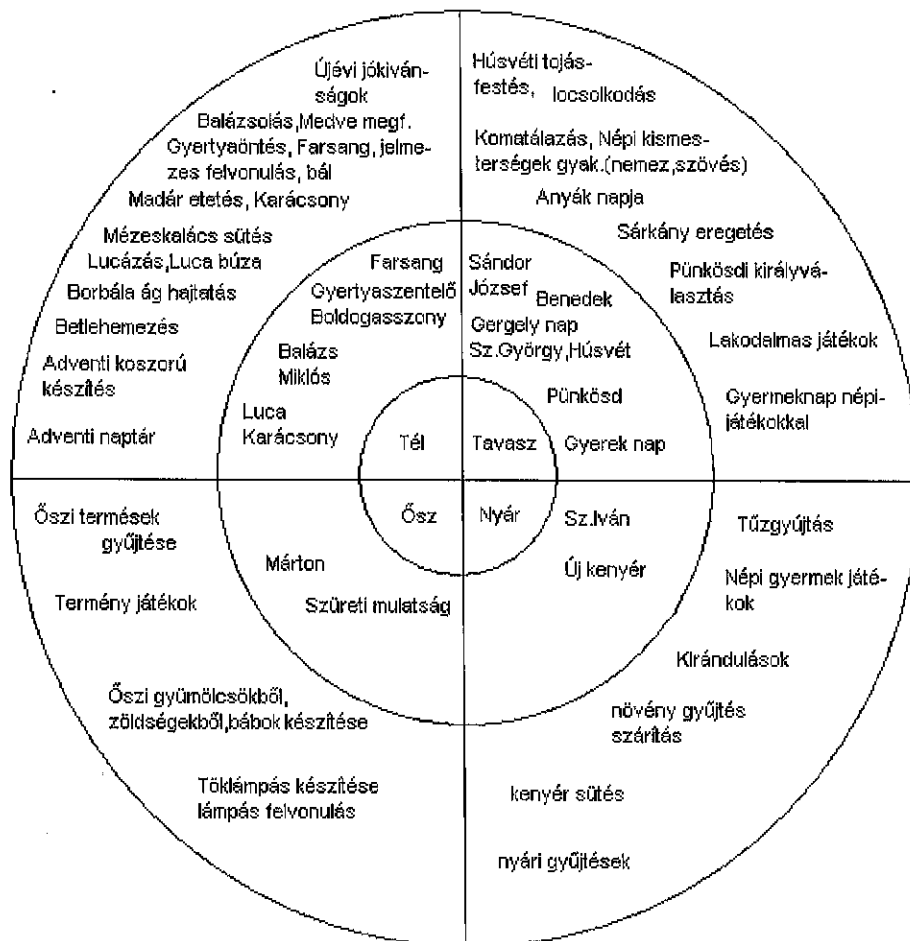 Újévi jókíván-
ságok
Balázsolás,Medve megf.
Gyertyaöntés, Farsang, jelme-
zes felvonulás, bál
Madár etetés, Karácsony
Mézeskalács sütés
Lucázás,Luca búza
Borbála ág hajtatás
Betlehemezés
Adventi koszorú
készítés
Adventi naptár
Húsvéti tojás-
festés, locsolkodás
Komatálazás, Népi kismes-
terségek gyak.(nemez,szövés)
Anyák napja
Sárkány eregetés
Pünkösdi királyvá-
lasztás
Lakodalmas játékok
Gyermeknap népi-
játékokkal
Farsang
Gyertyaszentelő
Boldogasszony
Balázs
Miklós
Luca
Karácsony
Sándor
József
Benedek
Gergely nap
Sz.György,Húsvét
Pünkösd
Gyerek nap
Tél
Tavasz
Ősz
Nyár
Márton
Szüreti mulatság
Sz.Iván
Új kenyér
Őszi termések
gyűjtése
Termény játékok
Őszi gyümölcsökből,
zöldségekből,bábok készítése
Töklámpás készítése
lámpás felvonulás
Tűzgyújtás
Népi gyermek játé-
kok
Kirándulások
növény gyűjtés
szárítás
kenyér sütés
nyári gyűjtések